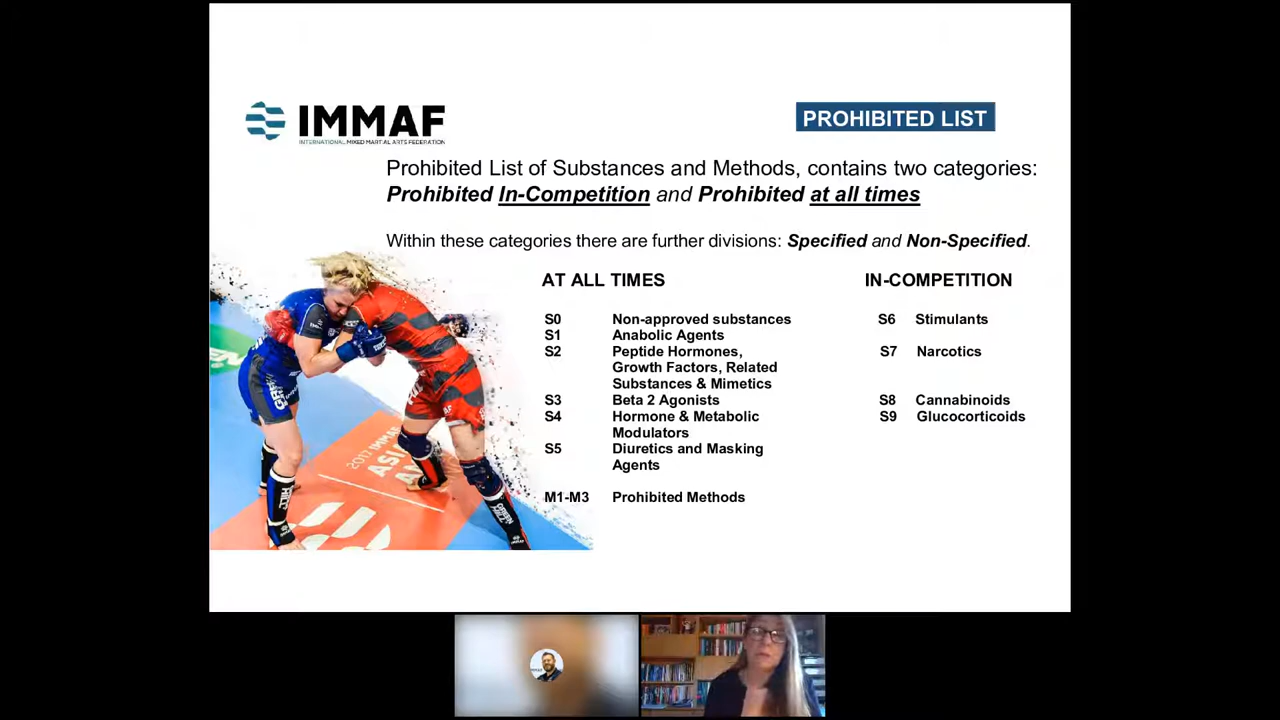 IMMAF
INTERNATIONAL MIXED MARTIAL ARTS FEDERATION
PROHIBITED LIST
Prohibited List of Substances and Methods, contains two categories:
Prohibited In-Competition and Prohibited at all times
Within these categories there are further divisions: Specified and Non-Specified.
AT ALL TIMES
S0 Non-approved substances
S1 Anabolic Agents
S2 Peptide Hormones,
Growth Factors, Related
Substances & Mimetics
S3 Beta 2 Agonists
S4 Hormone & Metabolic
Modulators
S5 Diuretics and Masking
Agents
M1-M3 Prohibited Methods
IN-COMPETITION
S6 Stimulants
S7 Narcotics
S8 Cannabinoids
S9 Glucocorticoids
2017 IMMAF